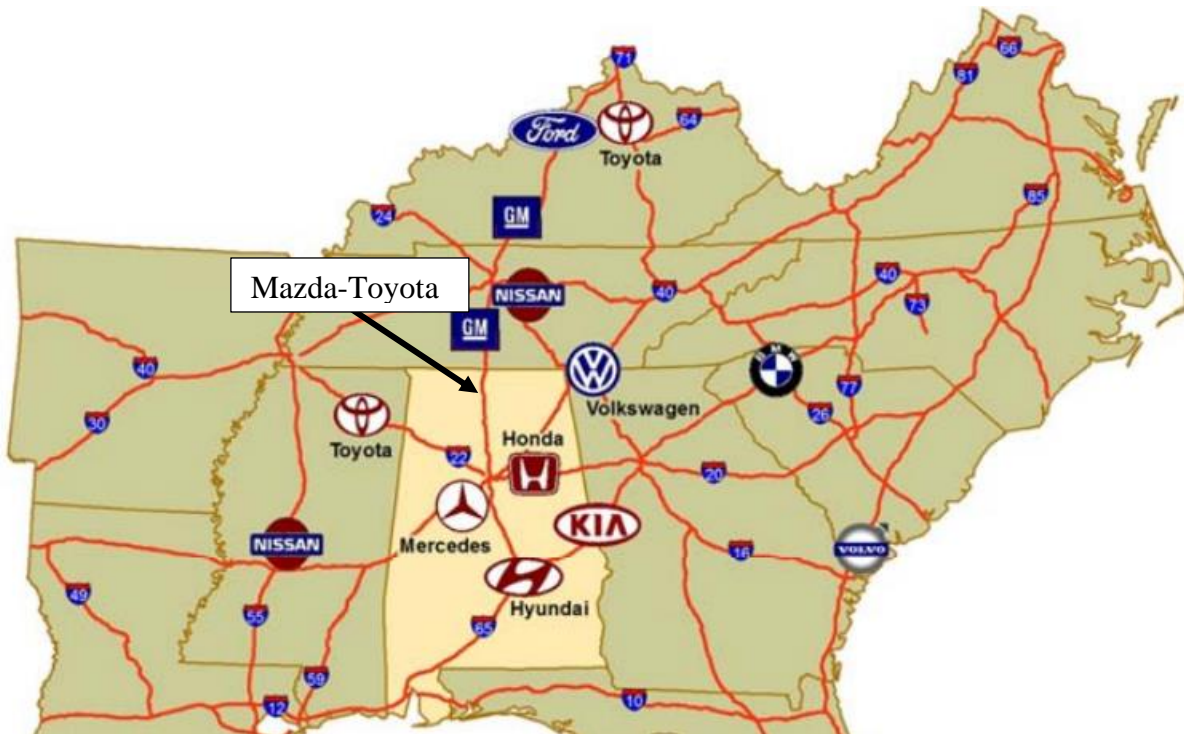 71
66
81
Ford
Toyota
64
85
24
GM
40
Mazda-Toyota
NISSAN
40
73
GM
40
BMW
77
Volkswagen
26
30
Toyota
Honda
22
20
KIA
Mercedes
NISSAN
VOLVO
16
Hyundai
49
55
65
59
10
12